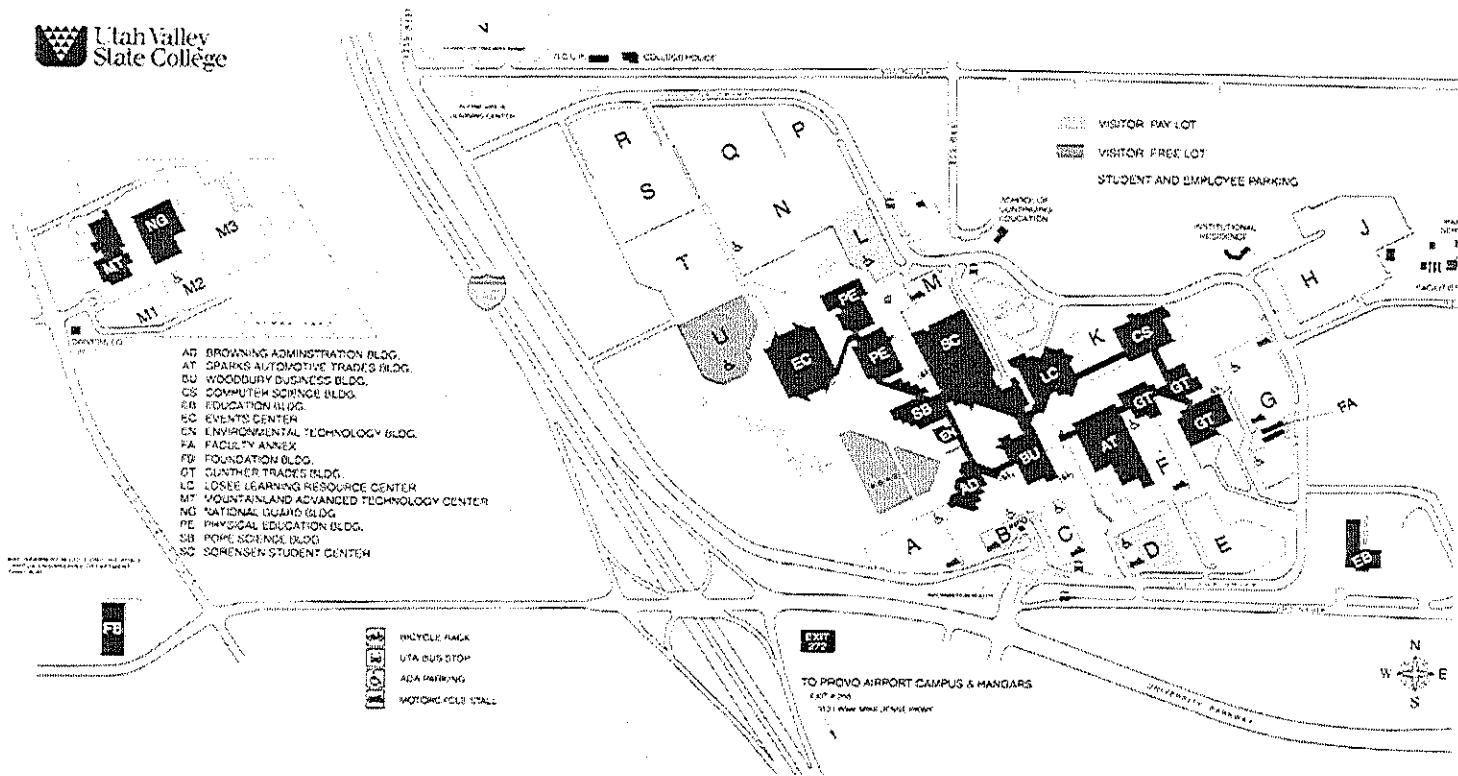 Utah Valley
State College
V
COLLEGE HOUSE
LEARNING CENTER
VISITOR PAY LOT
VISITOR FREE LOT
STUDENT AND EMPLOYEE PARKING
SCHOOL OF
CONTINUING
EDUCATION
INSTITUTIONAL
RESIDENCE
R
Q
P
S
N
T
L
M
U
J
H
K
G
FA
F
A
B
C
D
E
PE
PE
EC
SC
LC
CS
GT
GT
GT
AT
SB
EN
BU
AD
EB
NG
MT
M3
M2
M1
AD BROWNING ADMINSTRATION BLDG.
AT SPARKS AUTOMOTIVE TRADES BLDG.
BU WOODBURY BUSINESS BLDG.
CS COMPUTER SCIENCE BLDG.
EB EDUCATION BLDG.
EC EVENTS CENTER
EN ENVIRONMENTAL TECHNOLOGY BLDG.
FA FACULTY ANNEX
FB FOUNDATION BLDG.
GT GUNTHER TRADES BLDG.
LC LOSEE LEARNING RESOURCE CENTER
MT MOUNTAINLAND ADVANCED TECHNOLOGY CENTER
NG NATIONAL GUARD BLDG
PE PHYSICAL EDUCATION BLDG.
SB POPE SCIENCE BLDG
SC SORENSEN STUDENT CENTER
FB
BICYCLE RACK
UTA BUS STOP
ADA PARKING
MOTORCYCLE STALL
EXIT
272
TO PROVO AIRPORT CAMPUS & HANGARS
UNIVERSITY PARKWAY
N
W E
S